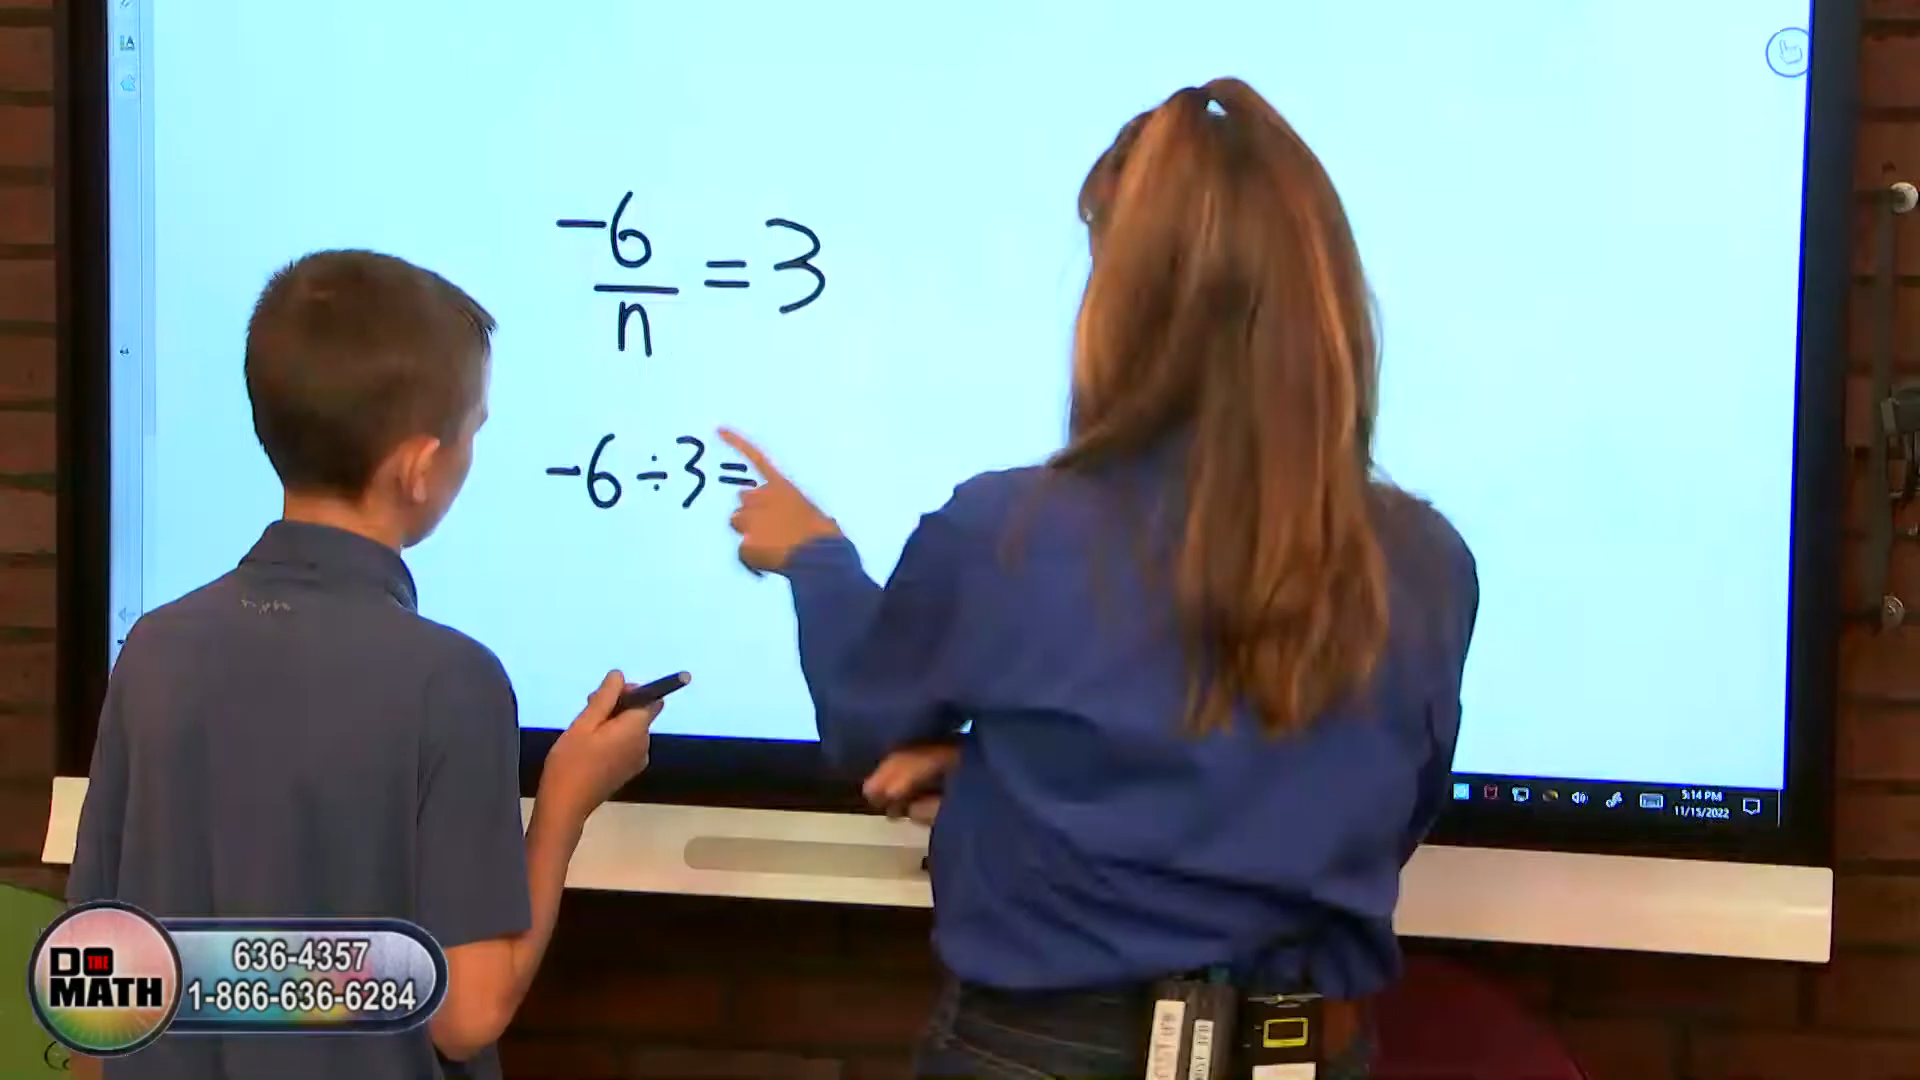 -6
n
= 3
-6 ÷ 3 =
5:14 PM
11/15/2022
DO THE
MATH
636-4357
1-866-636-6284